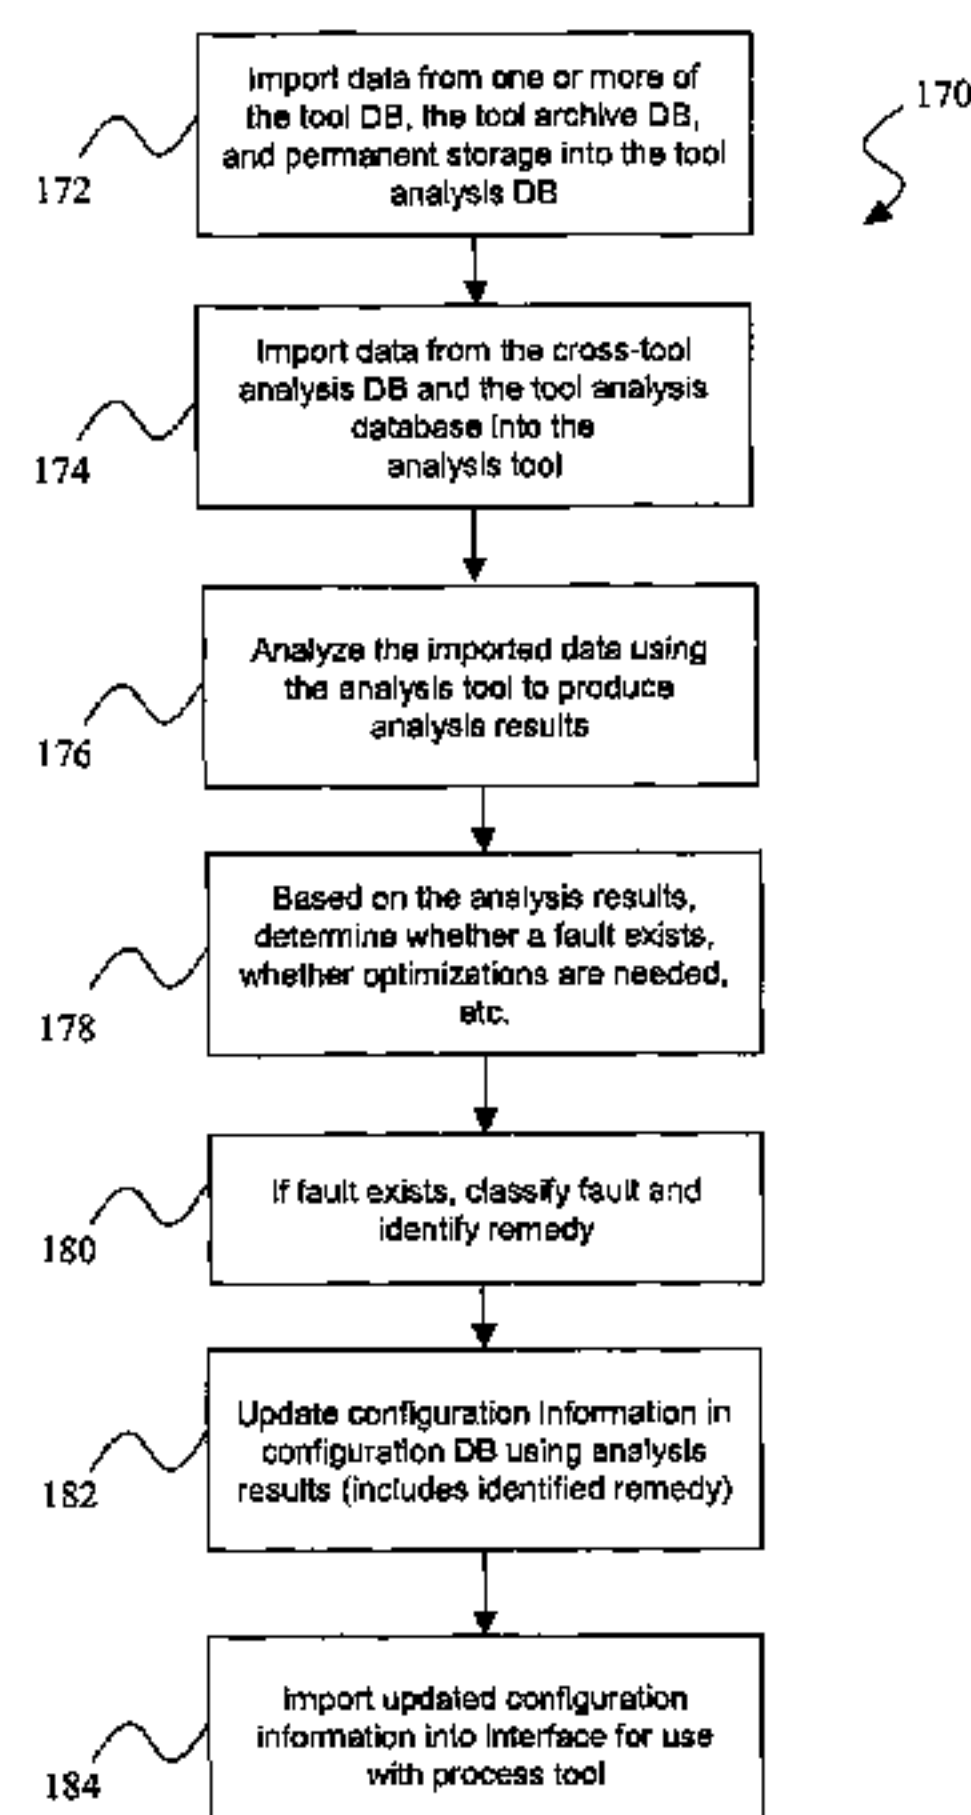 Import data from one or more of
the tool DB, the tool archive DB,
and permanent storage into the tool
analysis DB
170
172
Import data from the cross-tool
analysis DB and the tool analysis
database into the
analysis tool
174
Analyze the imported data using
the analysis tool to produce
analysis results
176
Based on the analysis results,
determine whether a fault exists,
whether optimizations are needed,
etc.
178
If fault exists, classify fault and
identify remedy
180
Update configuration information in
configuration DB using analysis
results (includes identified remedy)
182
Import updated configuration
information into interface for use
with process tool
184